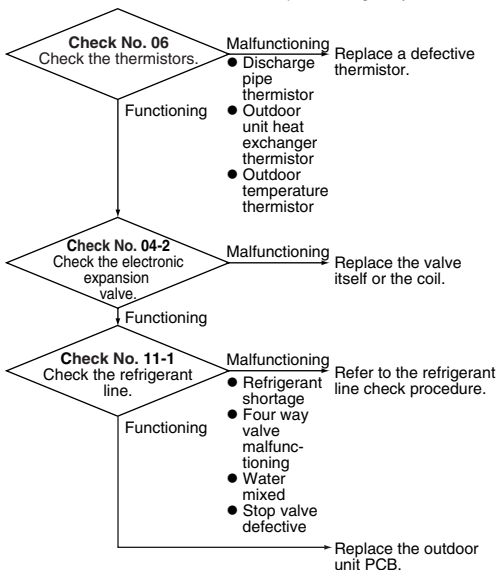 Check No. 06
Check the thermistors.
Malfunctioning
● Discharge
pipe
thermistor
● Outdoor
unit heat
exchanger
thermistor
● Outdoor
temperature
thermistor
Replace a defective
thermistor.
Functioning
Check No. 04-2
Check the electronic
expansion
valve.
Malfunctioning
Replace the valve
itself or the coil.
Functioning
Check No. 11-1
Check the refrigerant
line.
Malfunctioning
● Refrigerant
shortage
● Four way
valve
malfunc-
tioning
● Water
mixed
● Stop valve
defective
Refer to the refrigerant
line check procedure.
Functioning
Replace the outdoor
unit PCB.